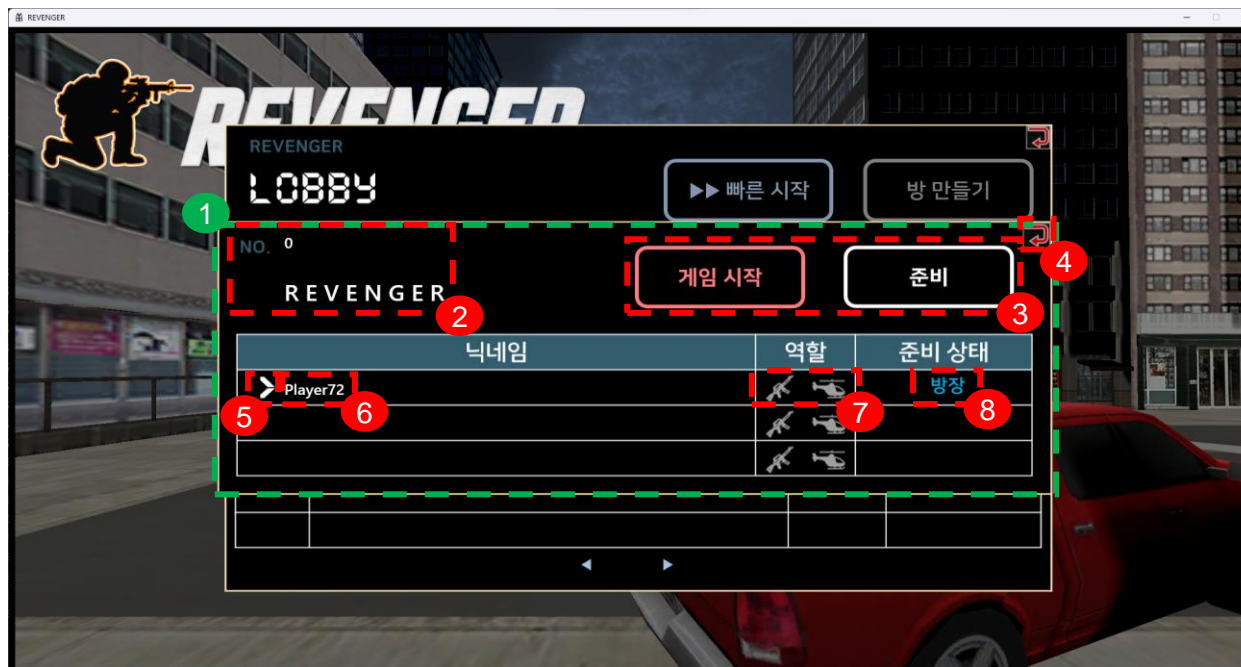 REVENGER
REVENGER
REVENGER
LOBBY
▶▶ 빠른 시작
방 만들기
1
NO. 0
4
게임 시작
준비
REVENGER
2
3
닉네임 역할 준비 상태
Player72
방장
5
6
7
8